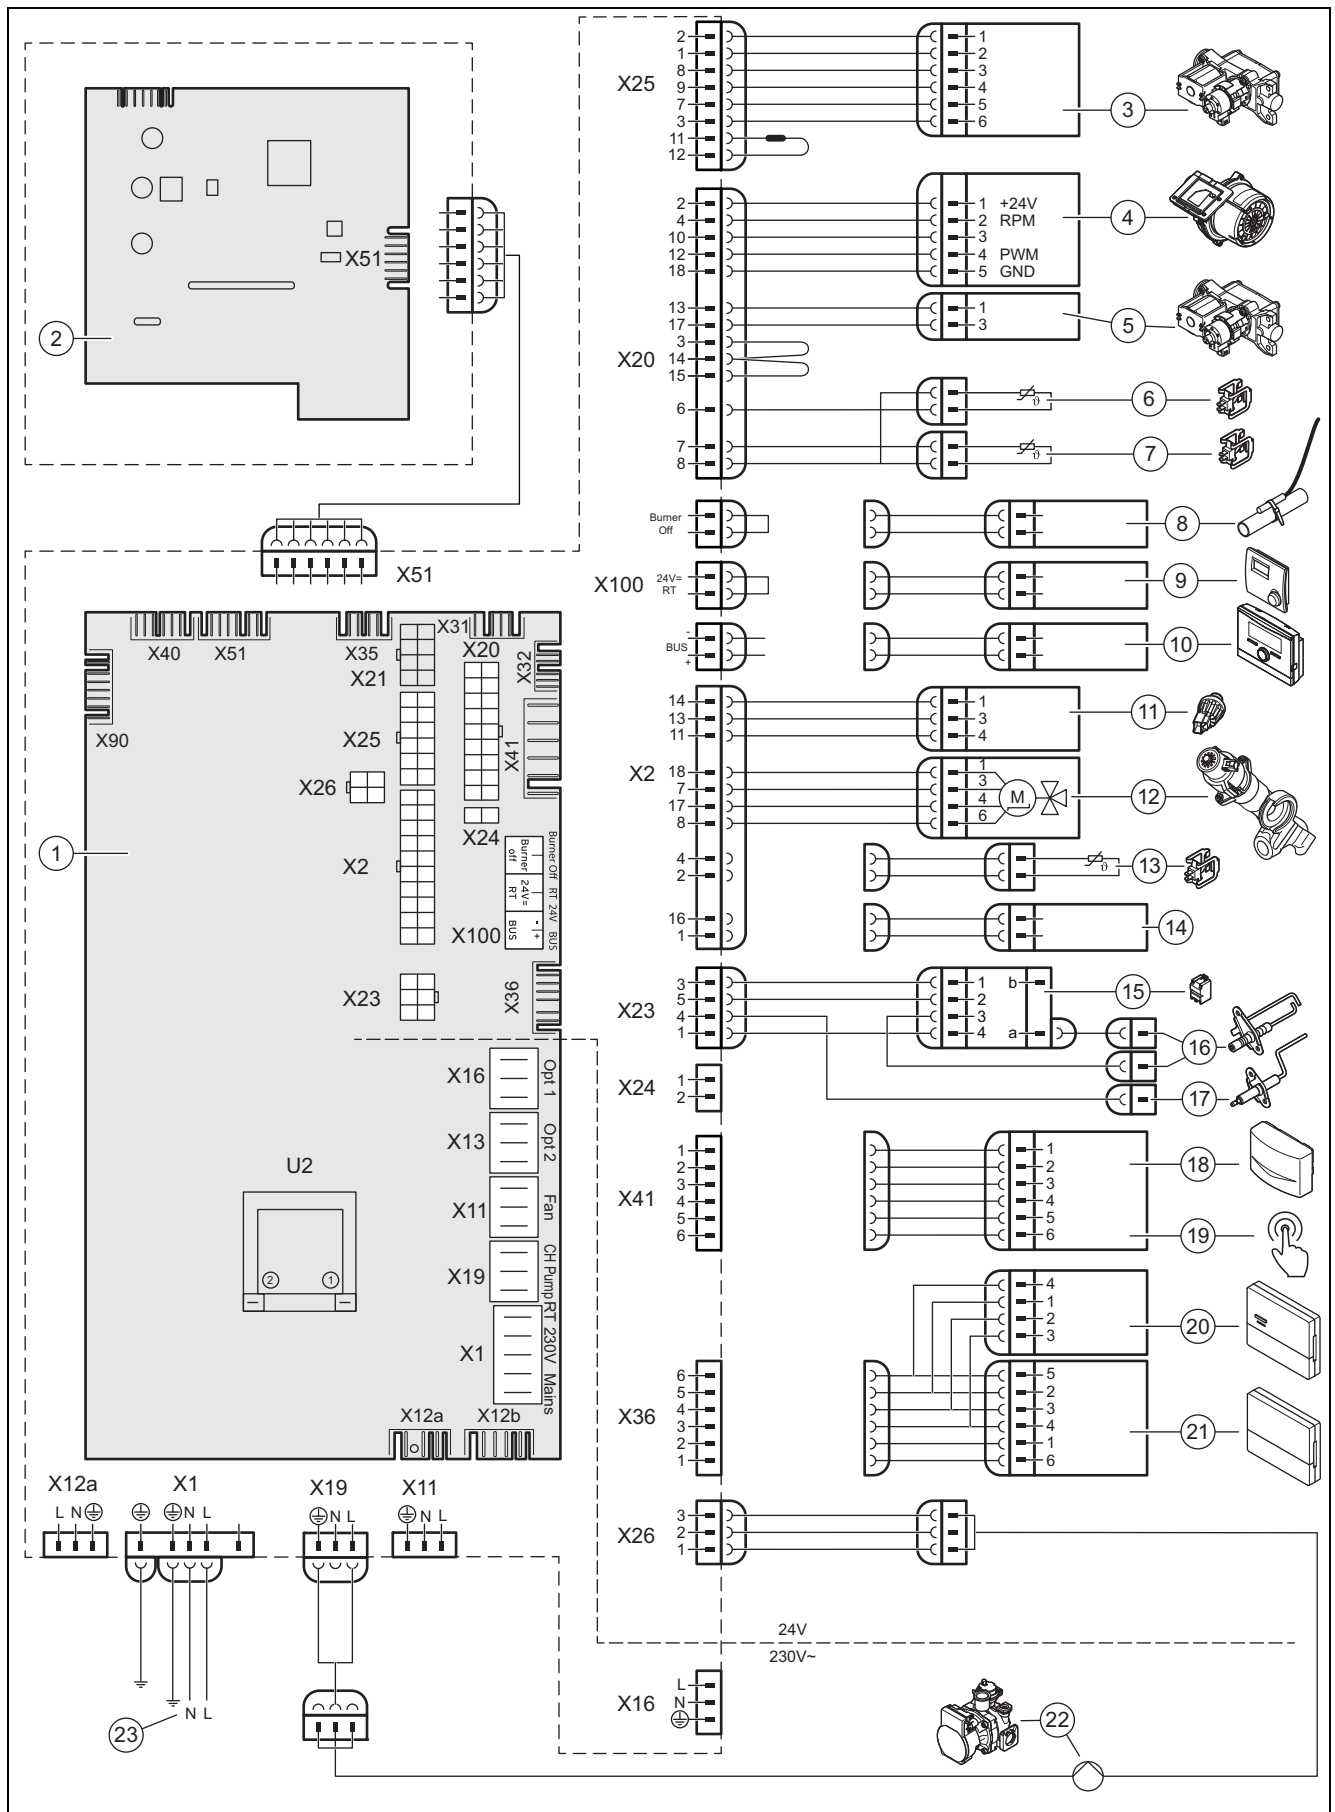 X25
2
1
8
9
7
3
11
12
1
2
3
4
5
6
3
X51
2
X20
2
4
10
12
18
13
17
3
14
15
6
7
8
1 +24V
2 RPM
3
4 PWM
5 GND
4
1
3
5
ϑ
6
ϑ
7
X51
Burner
Off
8
X100
24V=
RT
9
-
BUS
+
10
X40
X51
X35
X31
X21
X20
X32
X90
X25
X41
X26
X24
X2
1
Burner off
24V= RT
BUS - +
Burner Off RT 24V BUS
X100
X23
X36
X16
Opt 1
X13
Opt 2
X11
Fan
X19
CH Pump
X1
RT 230V Mains
U2
2
1
X12a
X12b
X2
14
13
11
18
7
17
8
4
2
16
1
1
3
4
11
1
3
4
6
M
12
ϑ
13
14
X23
3
5
4
1
1
2
3
4
b
a
15
16
17
X24
1
2
X41
1
2
3
4
5
6
1
2
3
4
5
6
18
19
4
1
2
3
20
X36
6
5
4
3
2
1
5
2
3
4
1
6
21
X26
3
2
1
X12a
L N
X1
N L
X19
N L
X11
N L
23
N L
24V
230V~
X16
L
N
22